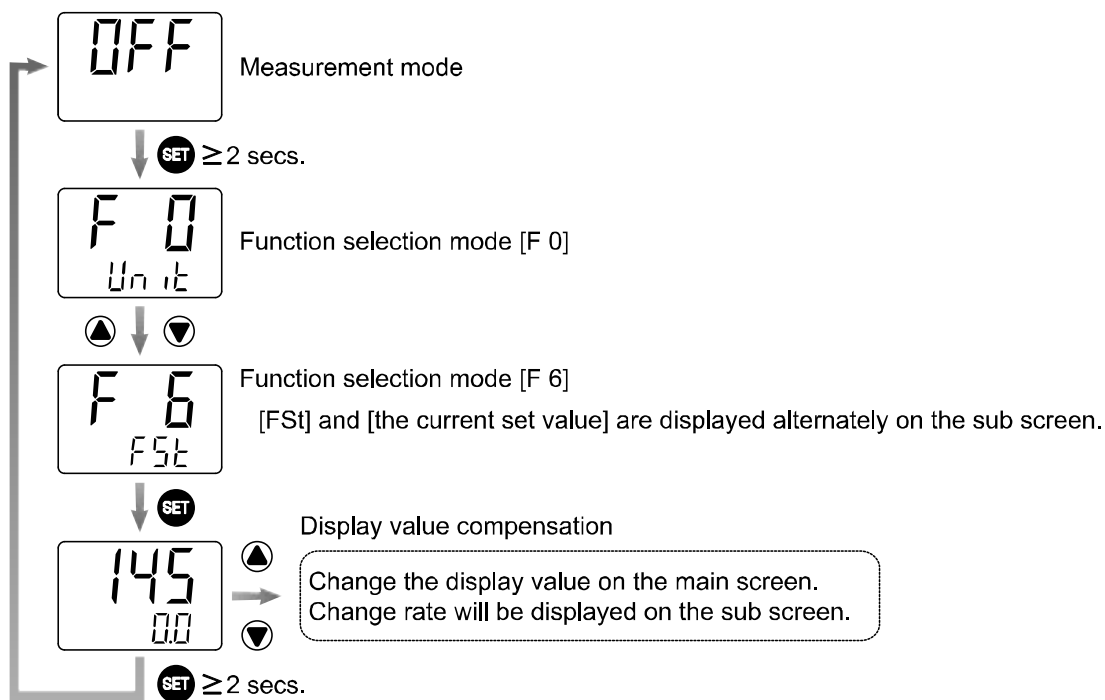 OFF
Measurement mode
SET ≧2 secs.
F 0
Unit
Function selection mode [F 0]
F 6
FSt
Function selection mode [F 6]
[FSt] and [the current set value] are displayed alternately on the sub screen.
SET
145
0.0
Display value compensation
Change the display value on the main screen.
Change rate will be displayed on the sub screen.
SET ≧2 secs.